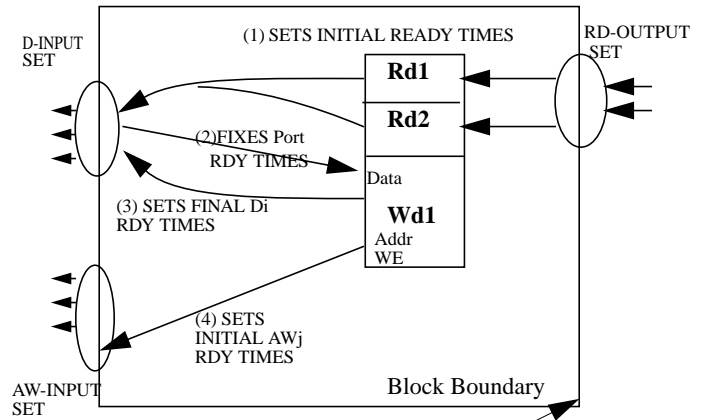 D-INPUT
SET
(1) SETS INITIAL READY TIMES
RD-OUTPUT
SET
Rd1
Rd2
(2)FIXES Port
RDY TIMES
Data
(3) SETS FINAL Di
RDY TIMES
Wd1
Addr
WE
(4) SETS
INITIAL AWj
RDY TIMES
AW-INPUT
SET
Block Boundary